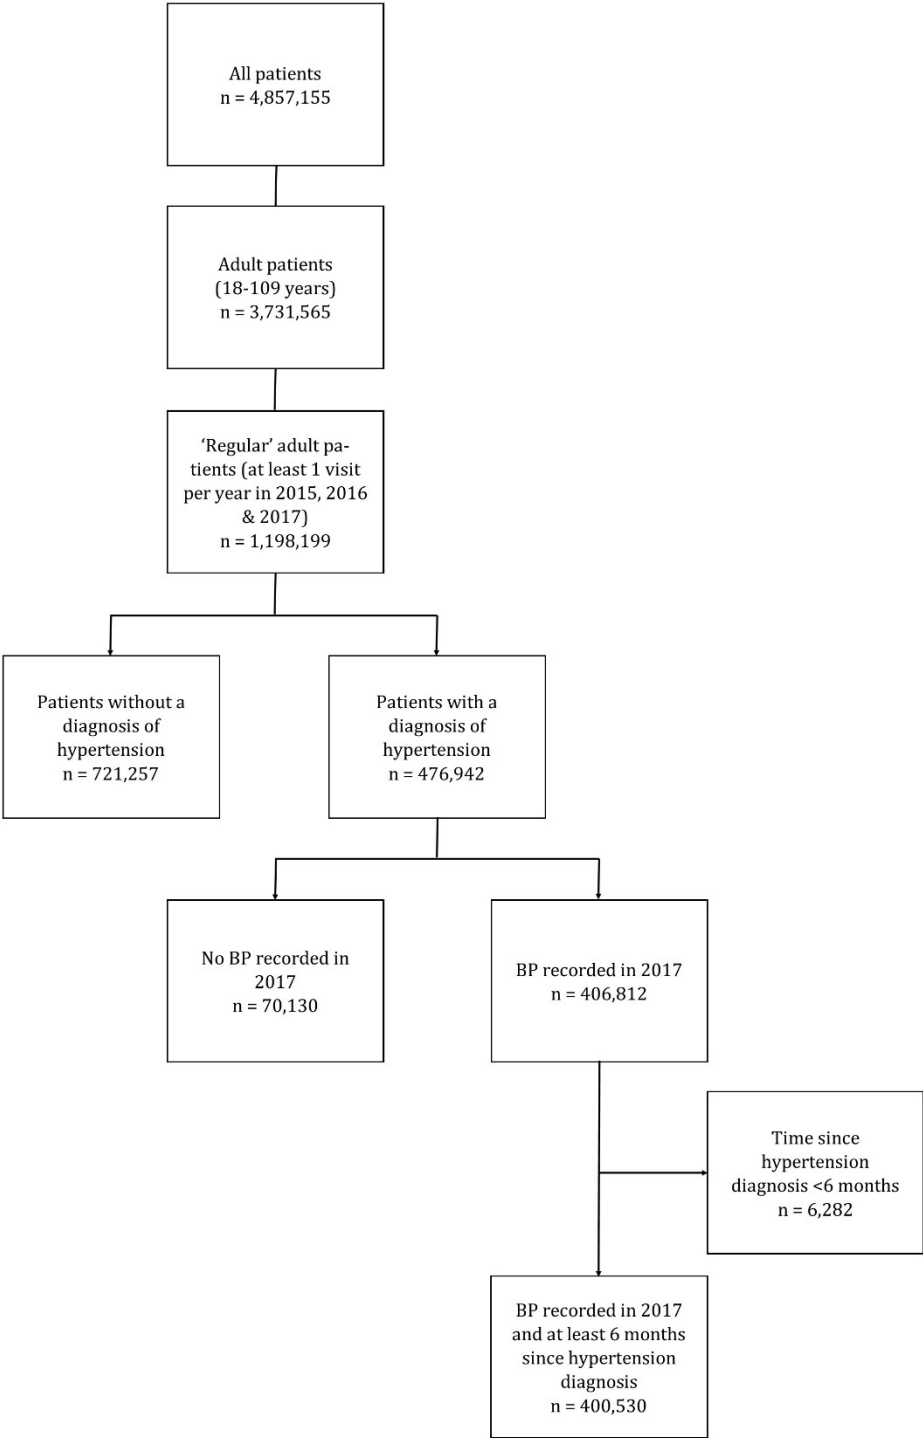 All patients
n = 4,857,155
Adult patients
(18-109 years)
n = 3,731,565
‘Regular’ adult pa-
tients (at least 1 visit
per year in 2015, 2016
& 2017)
n = 1,198,199
Patients without a
diagnosis of
hypertension
n = 721,257
Patients with a
diagnosis of
hypertension
n = 476,942
No BP recorded in
2017
n = 70,130
BP recorded in 2017
n = 406,812
Time since
hypertension
diagnosis <6 months
n = 6,282
BP recorded in 2017
and at least 6 months
since hypertension
diagnosis
n = 400,530